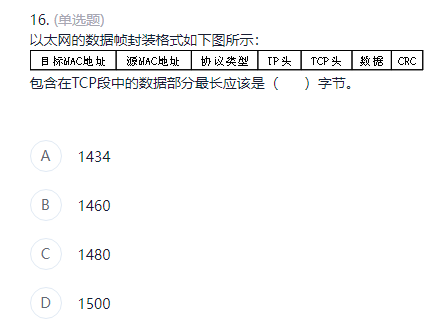 16. (单选题)
以太网的数据帧封装格式如下图所示：
目标MAC地址 源MAC地址 协议类型 IP头 TCP头 数据 CRC
包含在TCP段中的数据部分最长应该是（ ）字节。
A 1434
B 1460
C 1480
D 1500